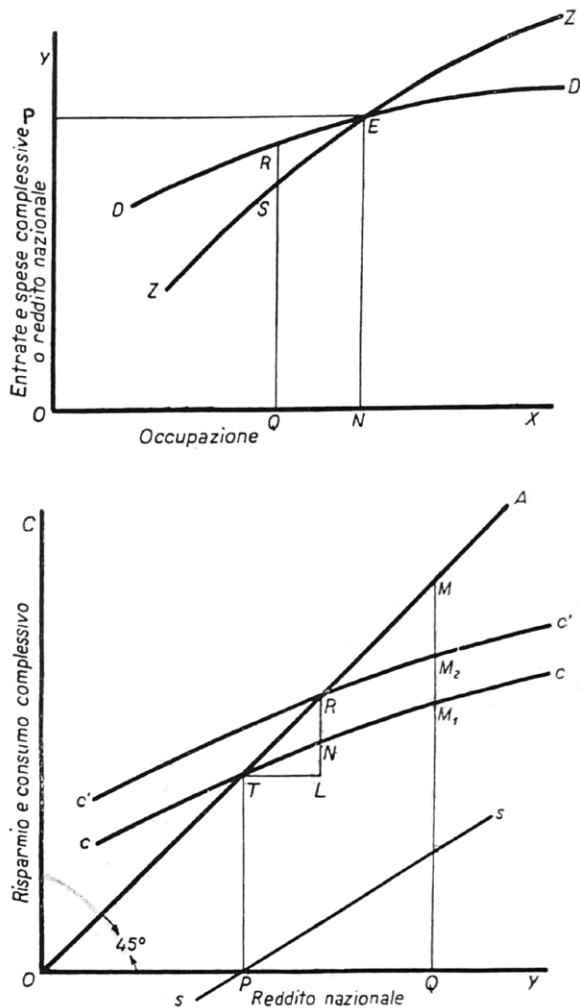 y
Z
D
P
E
R
S
D
Z
Entrate e spese complessive
o reddito nazionale
O
Q
N
X
Occupazione
C
A
M
c'
M₂
c
R
M₁
N
T
L
c'
c
s
Risparmio e consumo complessivo
45°
O
P
Q
y
s
Reddito nazionale